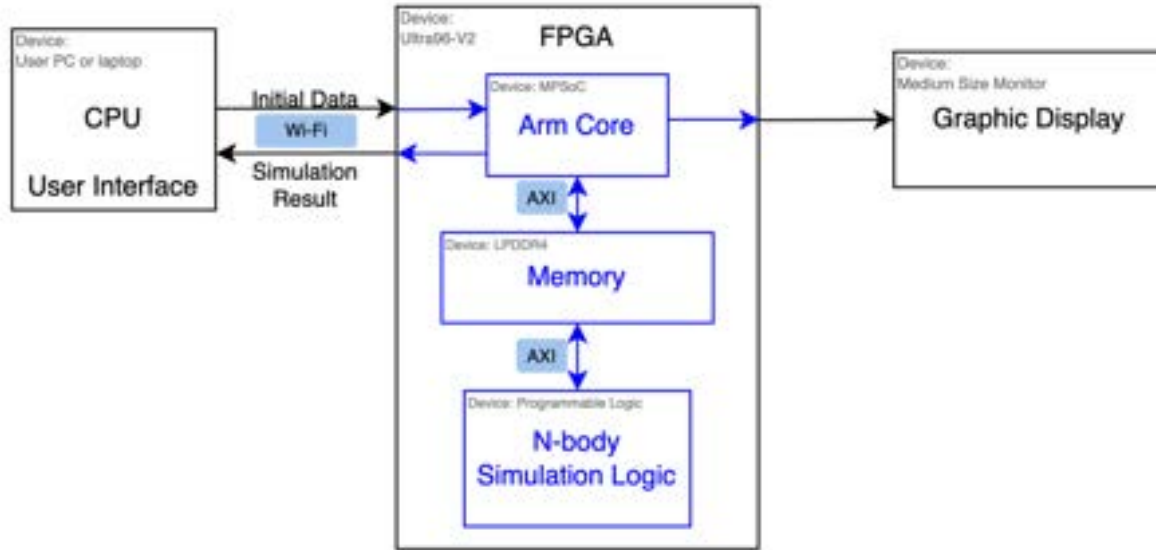 Device:
User PC or laptop
CPU
User Interface
Initial Data
Wi-Fi
Simulation
Result
Device:
Ultra96-V2
FPGA
Device: MPSoC
Arm Core
AXI
Device: LPDDR4
Memory
AXI
Device: Programmable Logic
N-body
Simulation Logic
Device:
Medium Size Monitor
Graphic Display